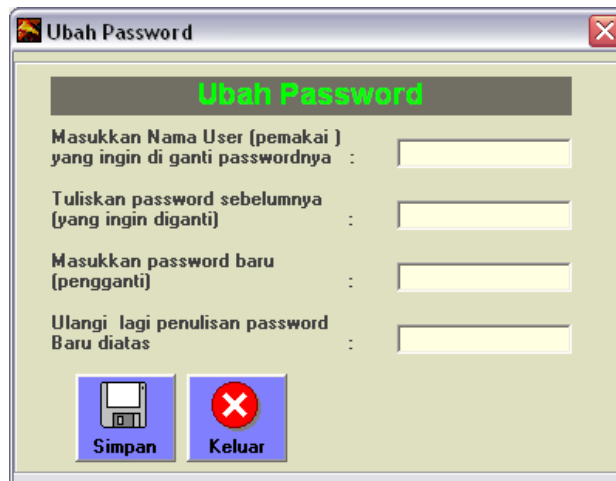 Ubah Password
Ubah Password
Masukkan Nama User (pemakai )
yang ingin di ganti passwordnya :
Tuliskan password sebelumnya
(yang ingin diganti) :
Masukkan password baru
(pengganti) :
Ulangi lagi penulisan password
Baru diatas :
Simpan
Keluar